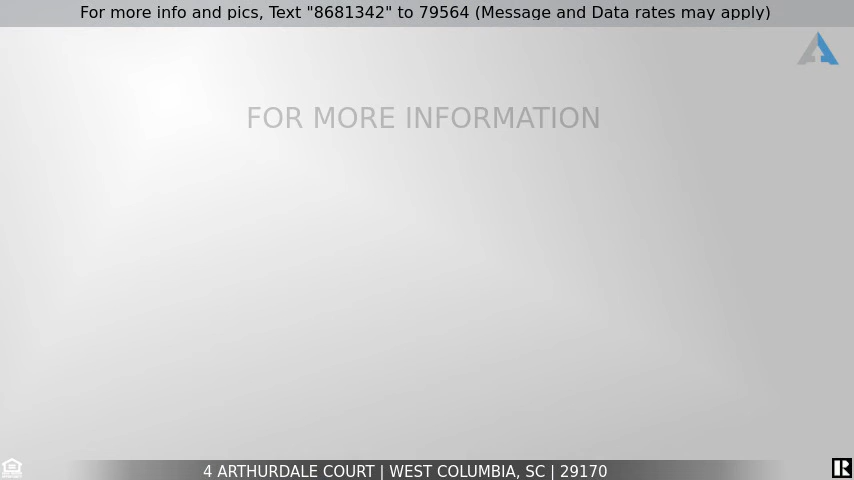 For more info and pics, Text "8681342" to 79564 (Message and Data rates may apply)
FOR MORE INFORMATION
4 ARTHURDALE COURT | WEST COLUMBIA, SC | 29170